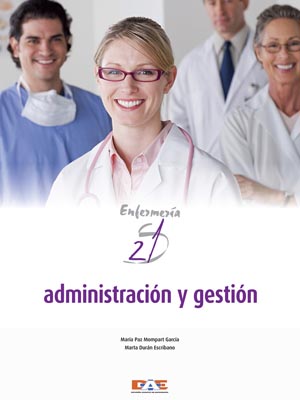 Enfermería
21
administración y gestión
María Paz Mompart García
Marta Durán Escribano
DAE